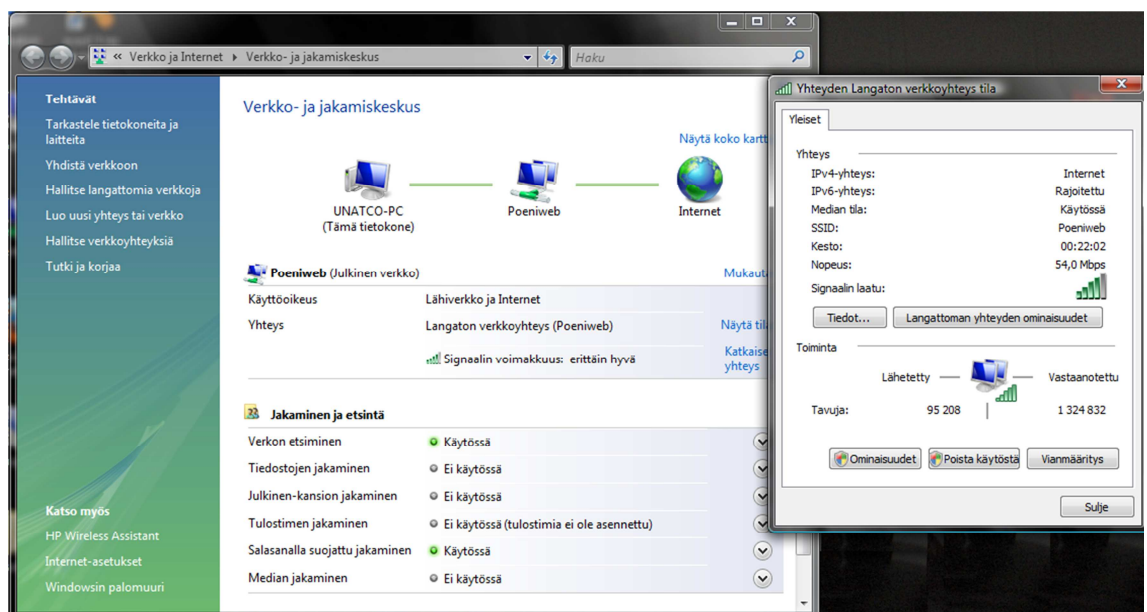 « Verkko ja Internet ▸ Verkko- ja jakamiskeskus
Haku
Tehtävät
Tarkastele tietokoneita ja
laitteita
Yhdistä verkkoon
Hallitse langattomia verkkoja
Luo uusi yhteys tai verkko
Hallitse verkkoyhteyksiä
Tutki ja korjaa
Katso myös
HP Wireless Assistant
Internet-asetukset
Windowsin palomuuri
Verkko- ja jakamiskeskus
Näytä koko kartt
UNATCO-PC
(Tämä tietokone)
Poeniweb
Internet
Poeniweb (Julkinen verkko)
Mukauta
Käyttöoikeus Lähiverkko ja Internet
Yhteys Langaton verkkoyhteys (Poeniweb) Näytä til
Signaalin voimakkuus: erittäin hyvä
Katkaise
yhteys
Jakaminen ja etsintä
Verkon etsiminen Käytössä
Tiedostojen jakaminen Ei käytössä
Julkinen-kansion jakaminen Ei käytössä
Tulostimen jakaminen Ei käytössä (tulostimia ei ole asennettu)
Salasanalla suojattu jakaminen Käytössä
Median jakaminen Ei käytössä
Yhteyden Langaton verkkoyhteys tila
Yleiset
Yhteys
IPv4-yhteys: Internet
IPv6-yhteys: Rajoitettu
Median tila: Käytössä
SSID: Poeniweb
Kesto: 00:22:02
Nopeus: 54,0 Mbps
Signaalin laatu:
Tiedot... Langattoman yhteyden ominaisuudet
Toiminta
Lähetetty — — Vastaanotettu
Tavuja: 95 208 | 1 324 832
Ominaisuudet Poista käytöstä Vianmääritys
Sulje